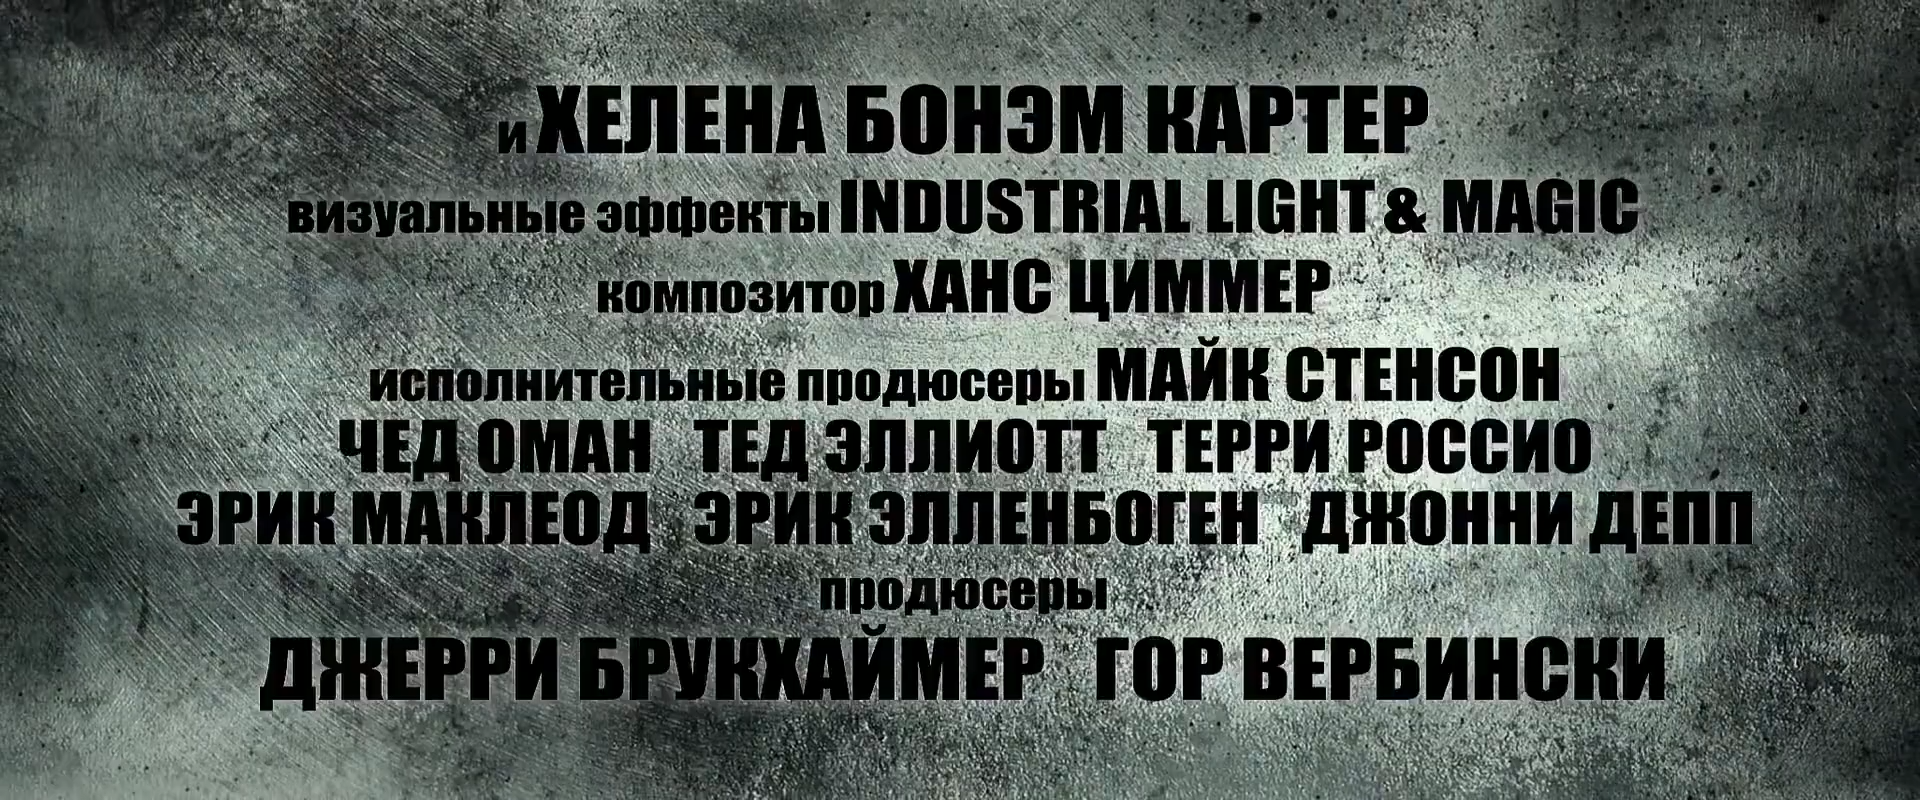 и ХЕЛЕНА БОНЭМ КАРТЕР
визуальные эффекты INDUSTRIAL LIGHT & MAGIC
композитор ХАНС ЦИММЕР
исполнительные продюсеры МАЙК СТЕНСОН
ЧЕД ОМАН ТЕД ЭЛЛИОТТ ТЕРРИ РОССИО
ЭРИК МАКЛЕОД ЭРИК ЭЛЛЕНБОГЕН ДЖОННИ ДЕПП
продюсеры
ДЖЕРРИ БРУКХАЙМЕР ГОР ВЕРБИНСКИ